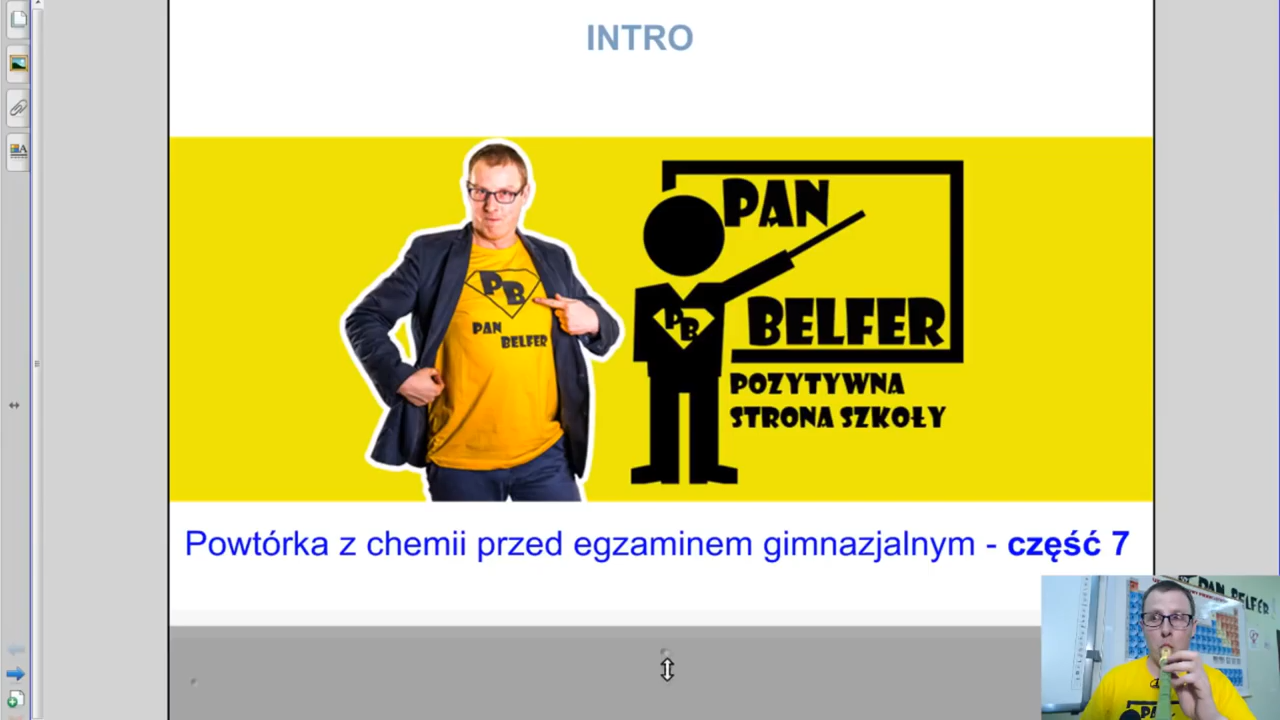 INTRO
PAN
BELFER
POZYTYWNA
STRONA SZKOŁY
PB
PB
PAN
BELFER
Powtórka z chemii przed egzaminem gimnazjalnym - część 7
PAN BELFER
PAN